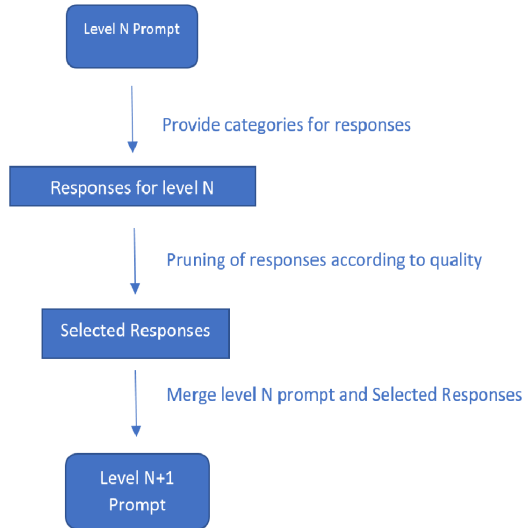 Level N Prompt
Provide categories for responses
Responses for level N
Pruning of responses according to quality
Selected Responses
Merge level N prompt and Selected Responses
Level N+1
Prompt